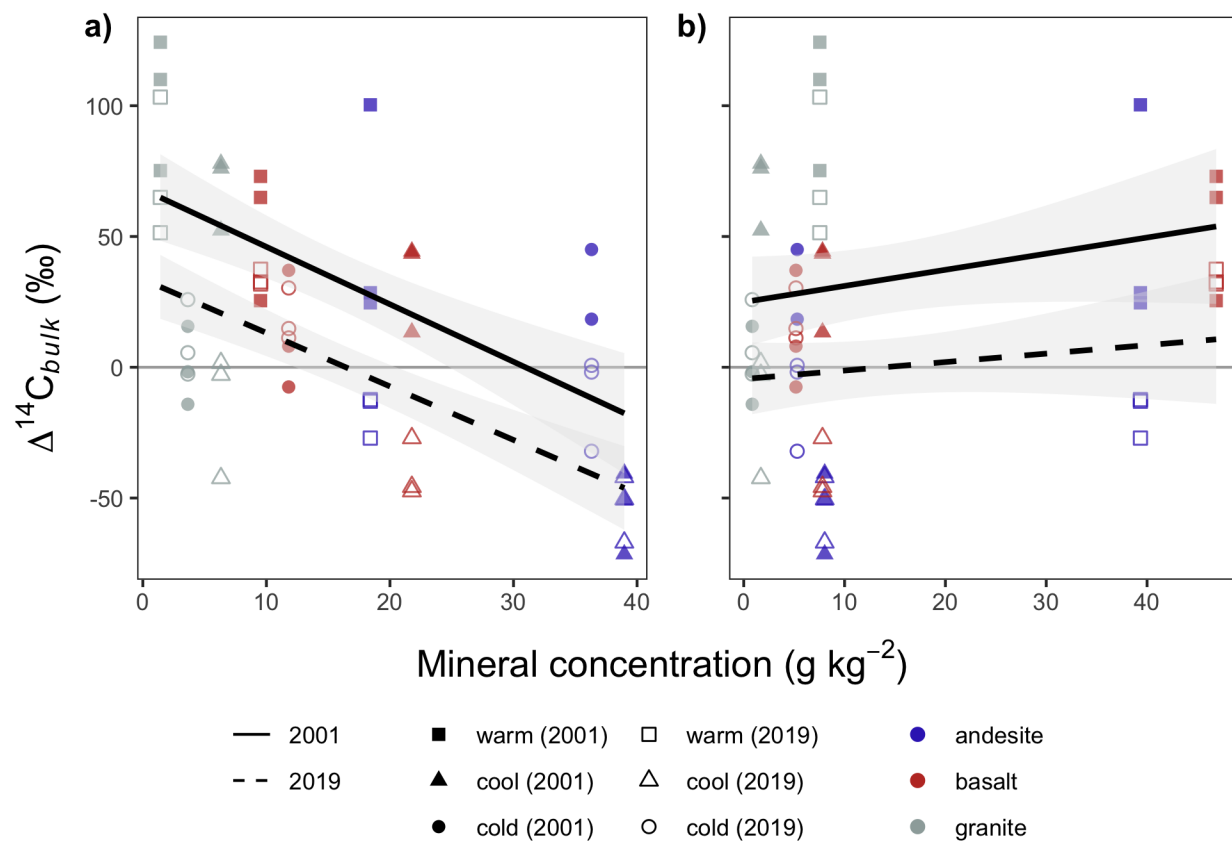 a) b)
100
50
0
-50
Δ¹⁴C_bulk (‰)
0 10 20 30 40 0 10 20 30 40
Mineral concentration (g kg⁻²)
2001 warm (2001) warm (2019) andesite
2019 cool (2001) cool (2019) basalt
cold (2001) cold (2019) granite